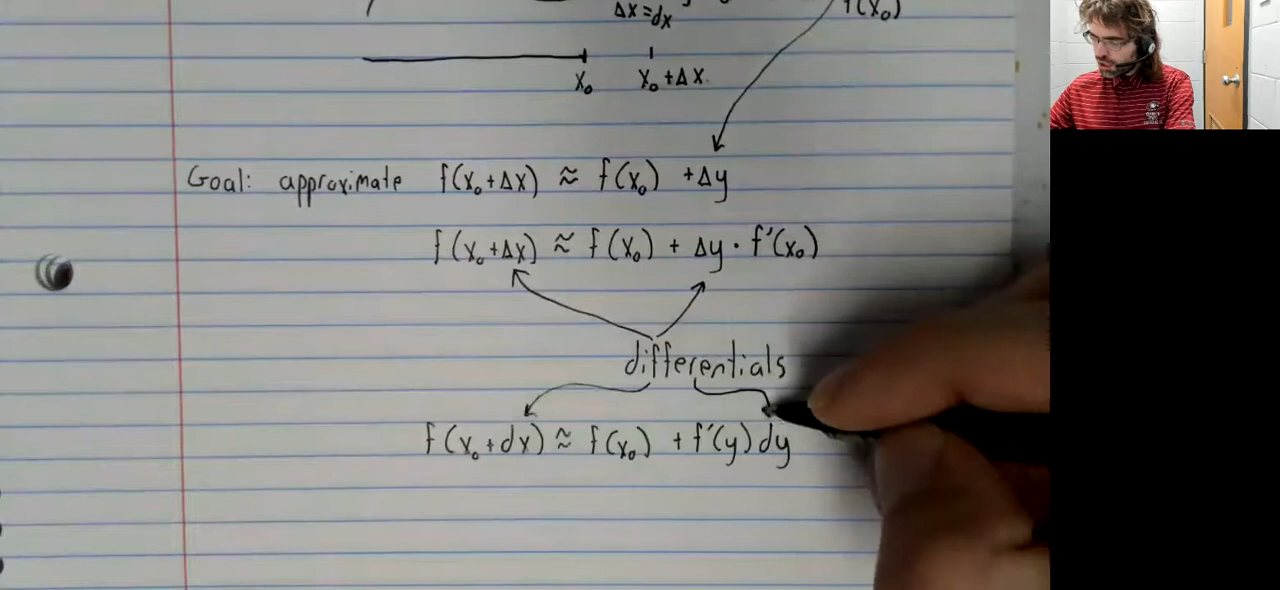 Δx=dx
f(x₀)
x₀ x₀+Δx
Goal: approximate f(x₀+Δx) ≈ f(x₀) +Δy
f(x₀+Δx) ≈ f(x₀) + Δy · f'(x₀)
differentials
f(x₀+dx) ≈ f(x₀) + f'(y)dy